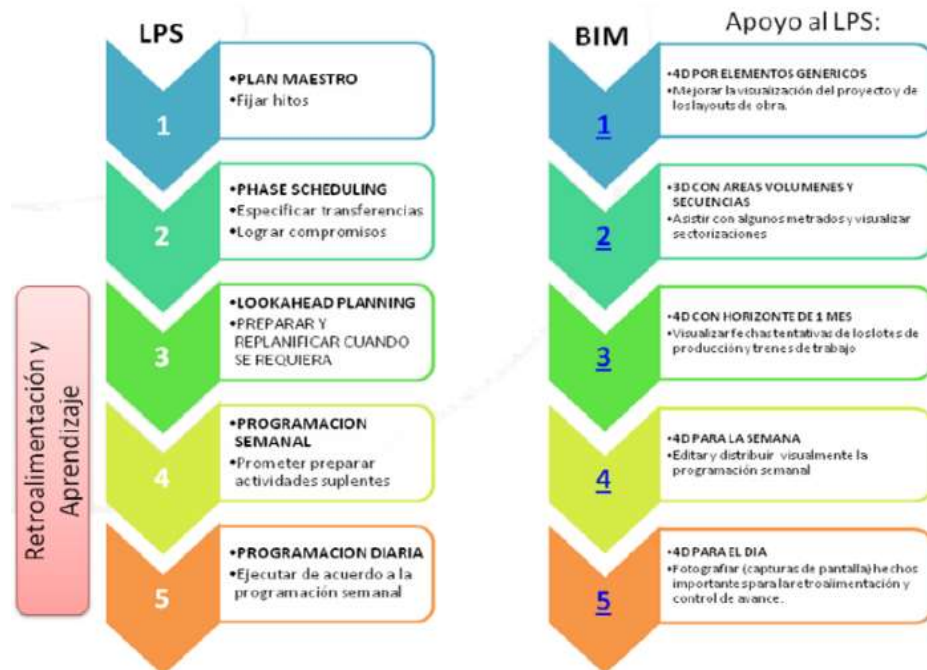 LPS
1
•PLAN MAESTRO
•Fijar hitos
2
•PHASE SCHEDULING
•Especificar transferencias
•Lograr compromisos
3
•LOOKAHEAD PLANNING
•PREPARAR Y
REPLANIFICAR CUANDO
SE REQUIERA
4
•PROGRAMACION
SEMANAL
•Prometer preparar
actividades suplentes
5
•PROGRAMACION DIARIA
•Ejecutar de acuerdo a la
programación semanal
Retroalimentación y
Aprendizaje
BIM
Apoyo al LPS:
1
•4D POR ELEMENTOS GENERICOS
•Mejorar la visualización del proyecto y de
los layouts de obra.
2
•3D CON AREAS VOLUMENES Y
SECUENCIAS
•Asistir con algunos metrados y visualizar
sectorizaciones
3
•4D CON HORIZONTE DE 1 MES
•Visualizar fechas tentativas de los lotes de
producción y trenes de trabajo
4
•4D PARA LA SEMANA
•Editar y distribuir visualmente la
programación semanal
5
•4D PARA EL DIA
•Fotografiar (capturas de pantalla) hechos
importantes para la retroalimentación y
control de avance.